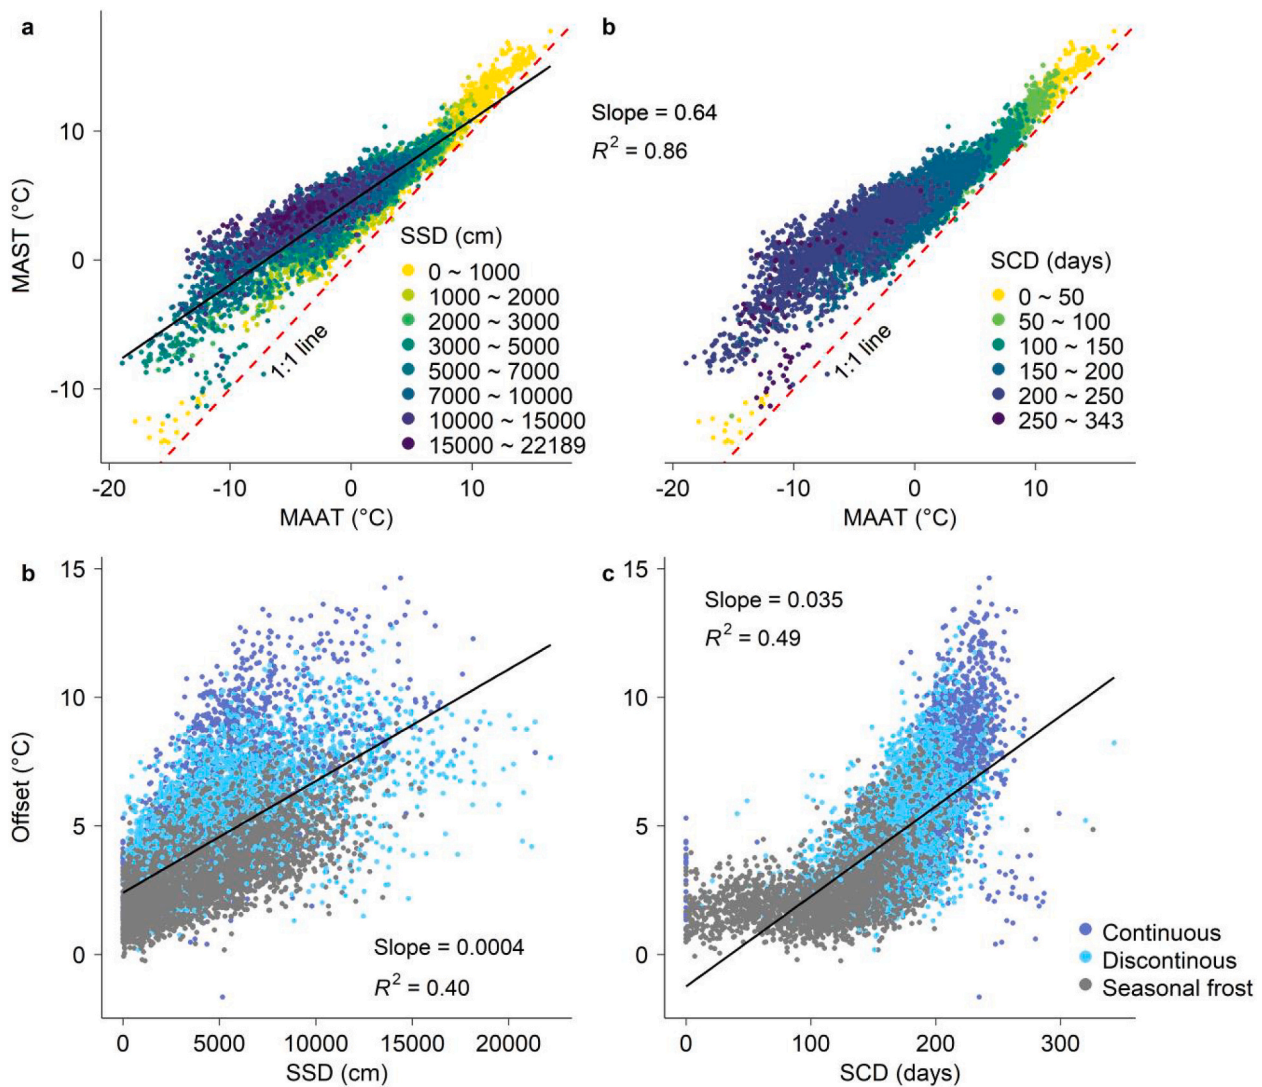 a
MAST (°C)
10
0
-10
-20
-10
0
10
MAAT (°C)
1:1 line
SSD (cm)
0 ~ 1000
1000 ~ 2000
2000 ~ 3000
3000 ~ 5000
5000 ~ 7000
7000 ~ 10000
10000 ~ 15000
15000 ~ 22189
b
Slope = 0.64
R² = 0.86
1:1 line
SCD (days)
0 ~ 50
50 ~ 100
100 ~ 150
150 ~ 200
200 ~ 250
250 ~ 343
-20
-10
0
10
MAAT (°C)
b
Offset (°C)
15
10
5
0
Slope = 0.0004
R² = 0.40
0
5000
10000
15000
20000
SSD (cm)
c
15
10
5
0
Slope = 0.035
R² = 0.49
Continuous
Discontinous
Seasonal frost
0
100
200
300
SCD (days)